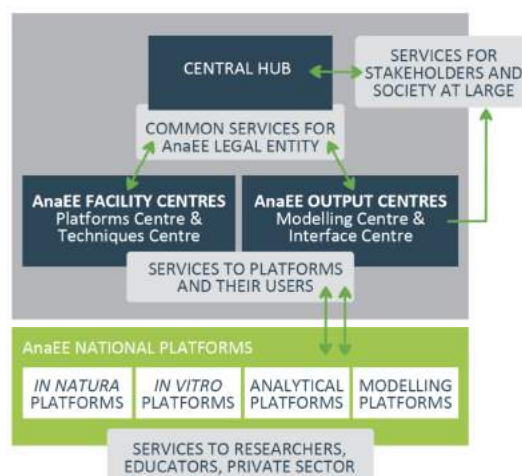 CENTRAL HUB
SERVICES FOR
STAKEHOLDERS AND
SOCIETY AT LARGE
COMMON SERVICES FOR
AnaEE LEGAL ENTITY
AnaEE FACILITY CENTRES
Platforms Centre &
Techniques Centre
AnaEE OUTPUT CENTRES
Modelling Centre &
Interface Centre
SERVICES TO PLATFORMS
AND THEIR USERS
AnaEE NATIONAL PLATFORMS
IN NATURA
PLATFORMS
IN VITRO
PLATFORMS
ANALYTICAL
PLATFORMS
MODELLING
PLATFORMS
SERVICES TO RESEARCHERS,
EDUCATORS, PRIVATE SECTOR